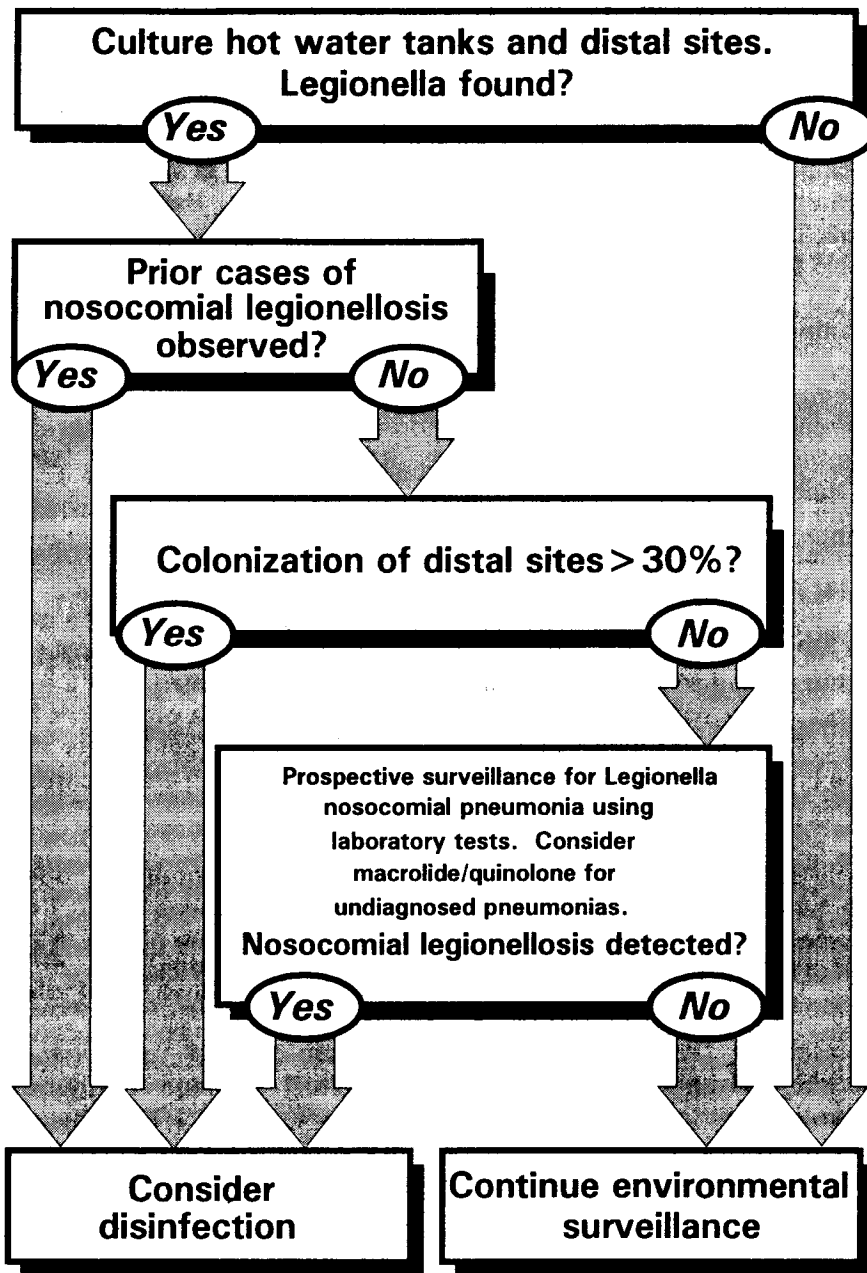 Culture hot water tanks and distal sites.
Legionella found?
Yes
No
Prior cases of
nosocomial legionellosis
observed?
Yes
No
Colonization of distal sites > 30%?
Yes
No
Prospective surveillance for Legionella
nosocomial pneumonia using
laboratory tests. Consider
macrolide/quinolone for
undiagnosed pneumonias.
Nosocomial legionellosis detected?
Yes
No
Consider
disinfection
Continue environmental
surveillance